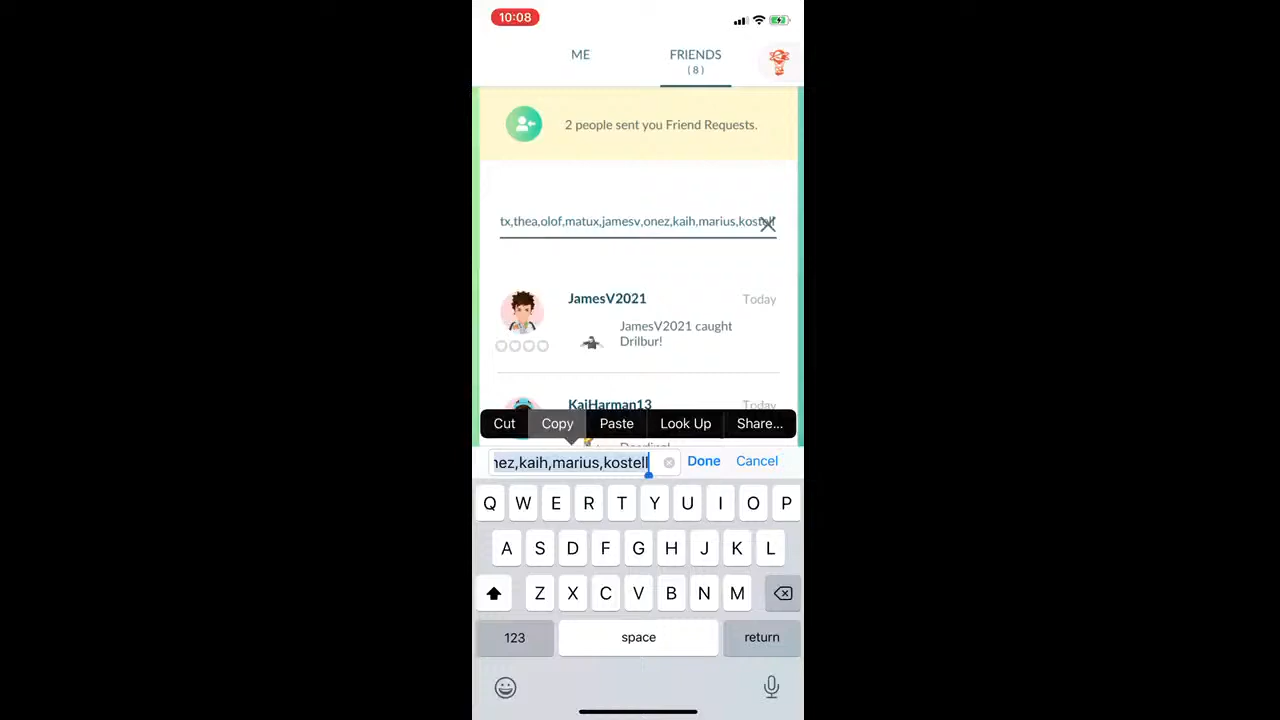 10:08
ME
FRIENDS
( 8 )
2 people sent you Friend Requests.
tx,thea,olof,matux,jamesv,onez,kaih,marius,kostell
JamesV2021
Today
JamesV2021 caught
Drilbur!
KaiHarman13
Today
Cut Copy Paste Look Up Share...
nez,kaih,marius,kostell
Done Cancel
Q W E R T Y U I O P
A S D F G H J K L
Z X C V B N M
123 space return